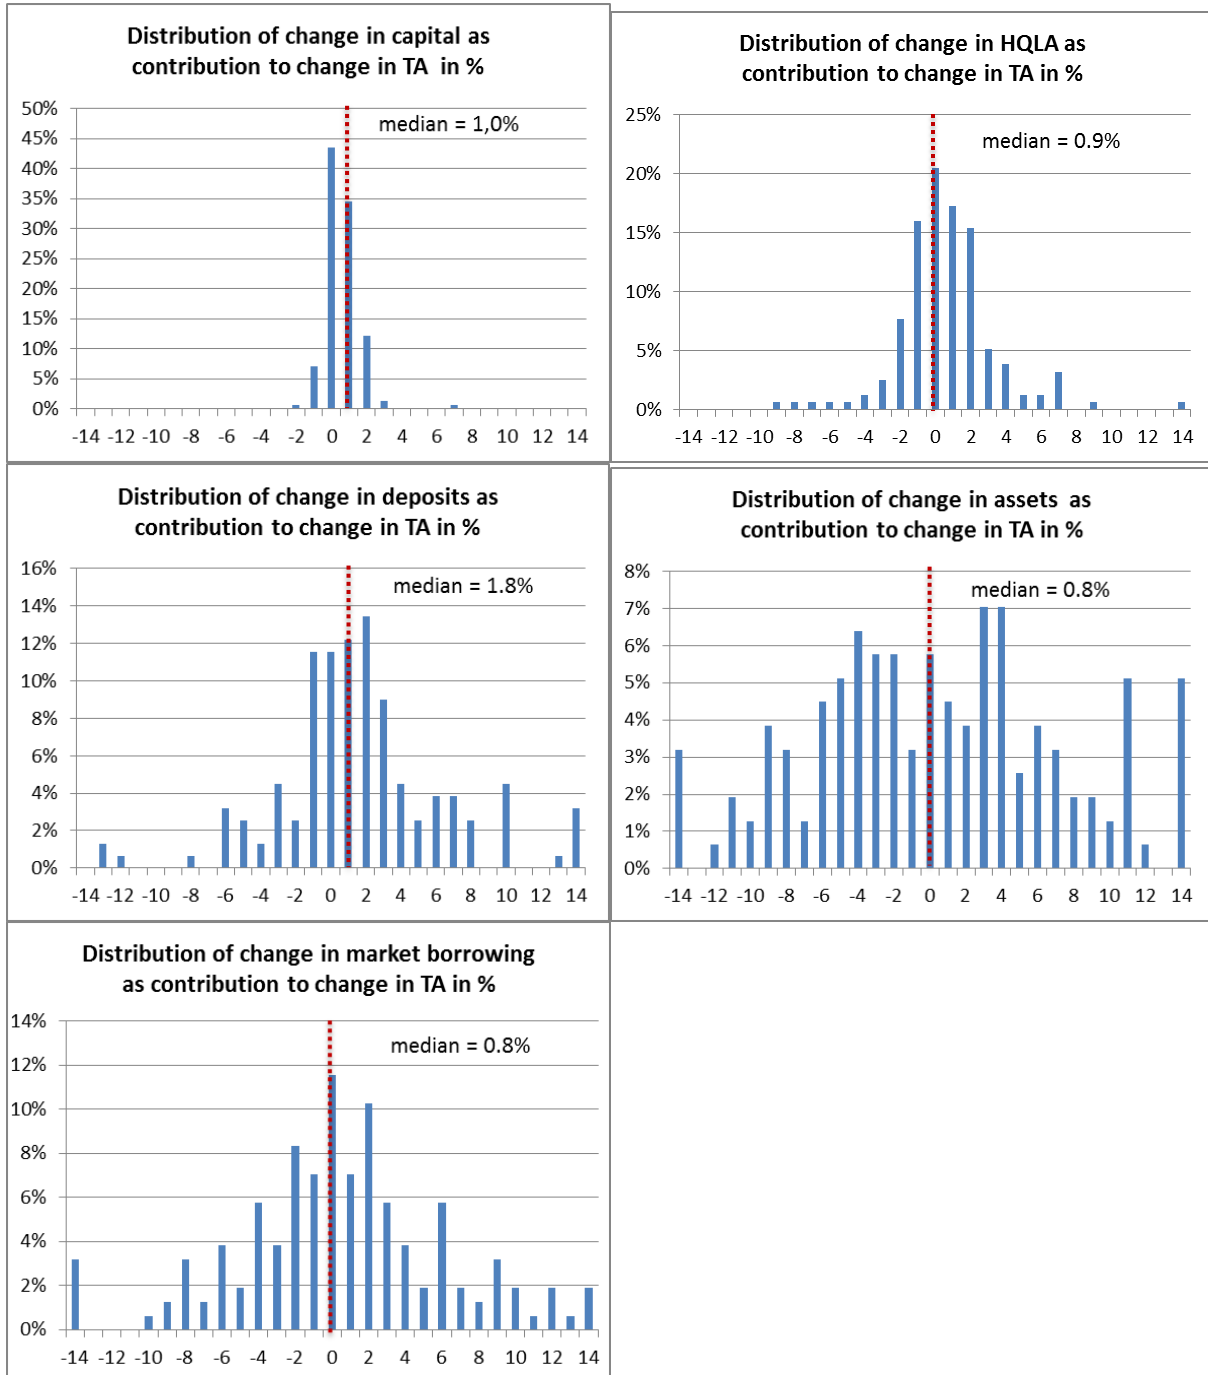 Distribution of change in capital as
contribution to change in TA in %
50%
45%
40%
35%
30%
25%
20%
15%
10%
5%
0%
median = 1,0%
-14 -12 -10 -8 -6 -4 -2 0 2 4 6 8 10 12 14
Distribution of change in HQLA as
contribution to change in TA in %
25%
20%
15%
10%
5%
0%
median = 0.9%
-14 -12 -10 -8 -6 -4 -2 0 2 4 6 8 10 12 14
Distribution of change in deposits as
contribution to change in TA in %
16%
14%
12%
10%
8%
6%
4%
2%
0%
median = 1.8%
-14 -12 -10 -8 -6 -4 -2 0 2 4 6 8 10 12 14
Distribution of change in assets as
contribution to change in TA in %
8%
7%
6%
5%
4%
3%
2%
1%
0%
median = 0.8%
-14 -12 -10 -8 -6 -4 -2 0 2 4 6 8 10 12 14
Distribution of change in market borrowing
as contribution to change in TA in %
14%
12%
10%
8%
6%
4%
2%
0%
median = 0.8%
-14 -12 -10 -8 -6 -4 -2 0 2 4 6 8 10 12 14